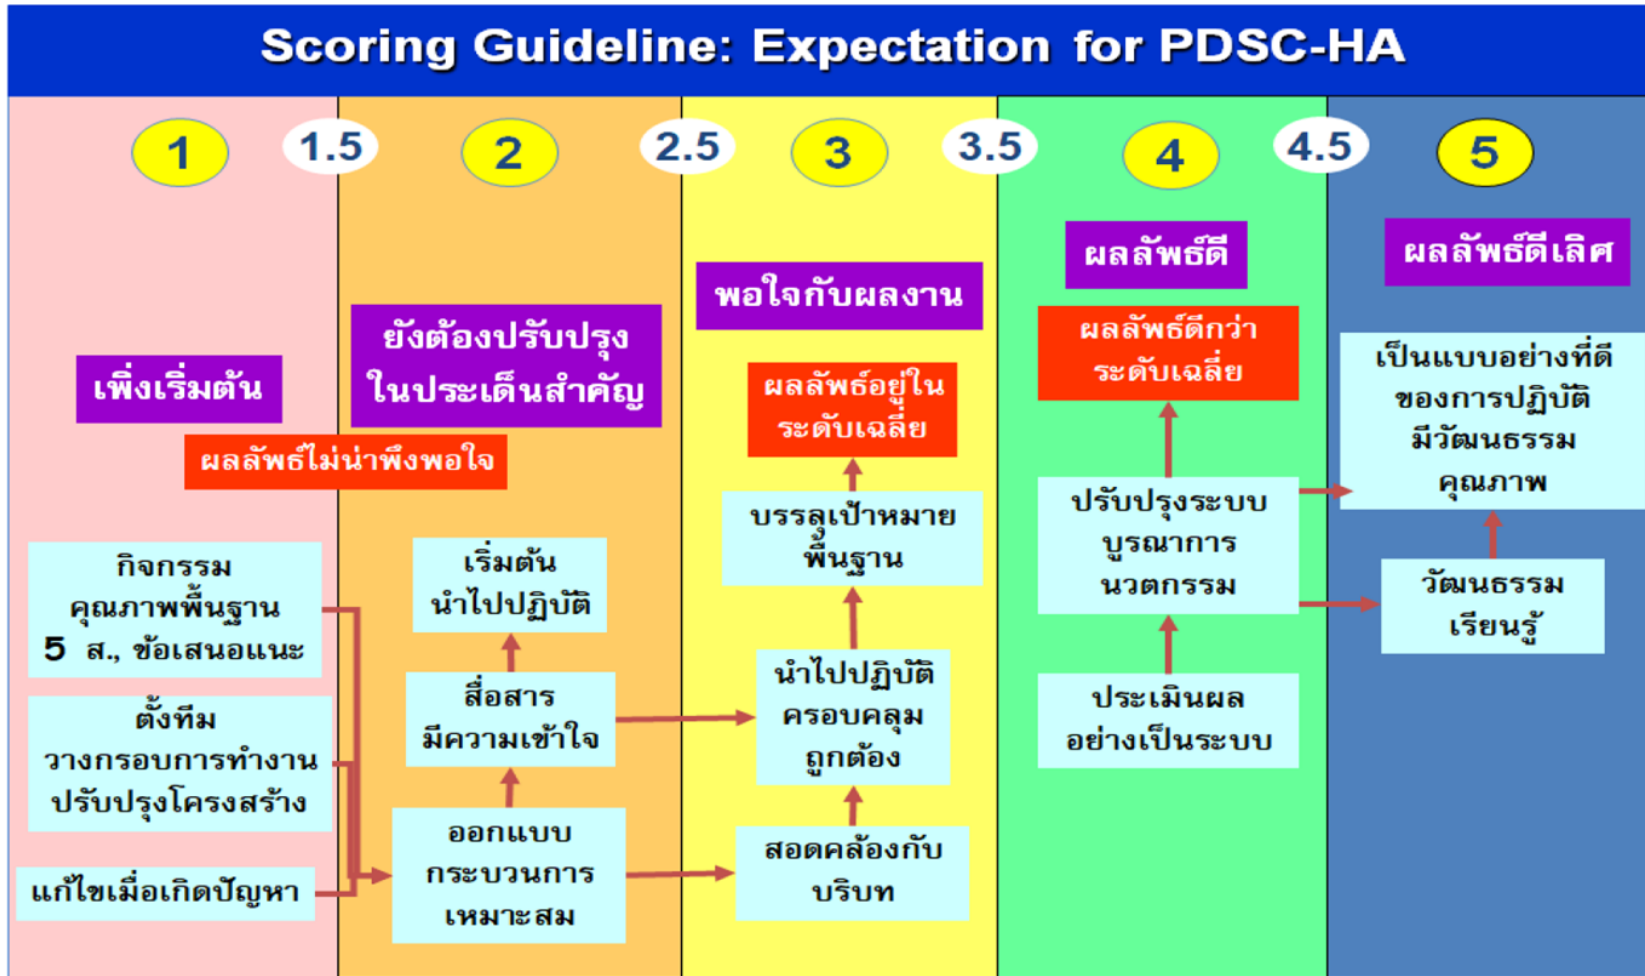 Scoring Guideline: Expectation for PDSC-HA
1
1.5
2
2.5
3
3.5
4
4.5
5
เพิ่งเริ่มต้น
ผลลัพธ์ไม่น่าพึงพอใจ
กิจกรรม
คุณภาพพื้นฐาน
5 ส., ข้อเสนอแนะ
ตั้งทีม
วางกรอบการทำงาน
ปรับปรุงโครงสร้าง
แก้ไขเมื่อเกิดปัญหา
ยังต้องปรับปรุง
ในประเด็นสำคัญ
เริ่มต้น
นำไปปฏิบัติ
สื่อสาร
มีความเข้าใจ
ออกแบบ
กระบวนการ
เหมาะสม
พอใจกับผลงาน
ผลลัพธ์อยู่ใน
ระดับเฉลี่ย
บรรลุเป้าหมาย
พื้นฐาน
นำไปปฏิบัติ
ครอบคลุม
ถูกต้อง
สอดคล้องกับ
บริบท
ผลลัพธ์ดี
ผลลัพธ์ดีกว่า
ระดับเฉลี่ย
ปรับปรุงระบบ
บูรณาการ
นวตกรรม
ประเมินผล
อย่างเป็นระบบ
ผลลัพธ์ดีเลิศ
เป็นแบบอย่างที่ดี
ของการปฏิบัติ
มีวัฒนธรรม
คุณภาพ
วัฒนธรรม
เรียนรู้